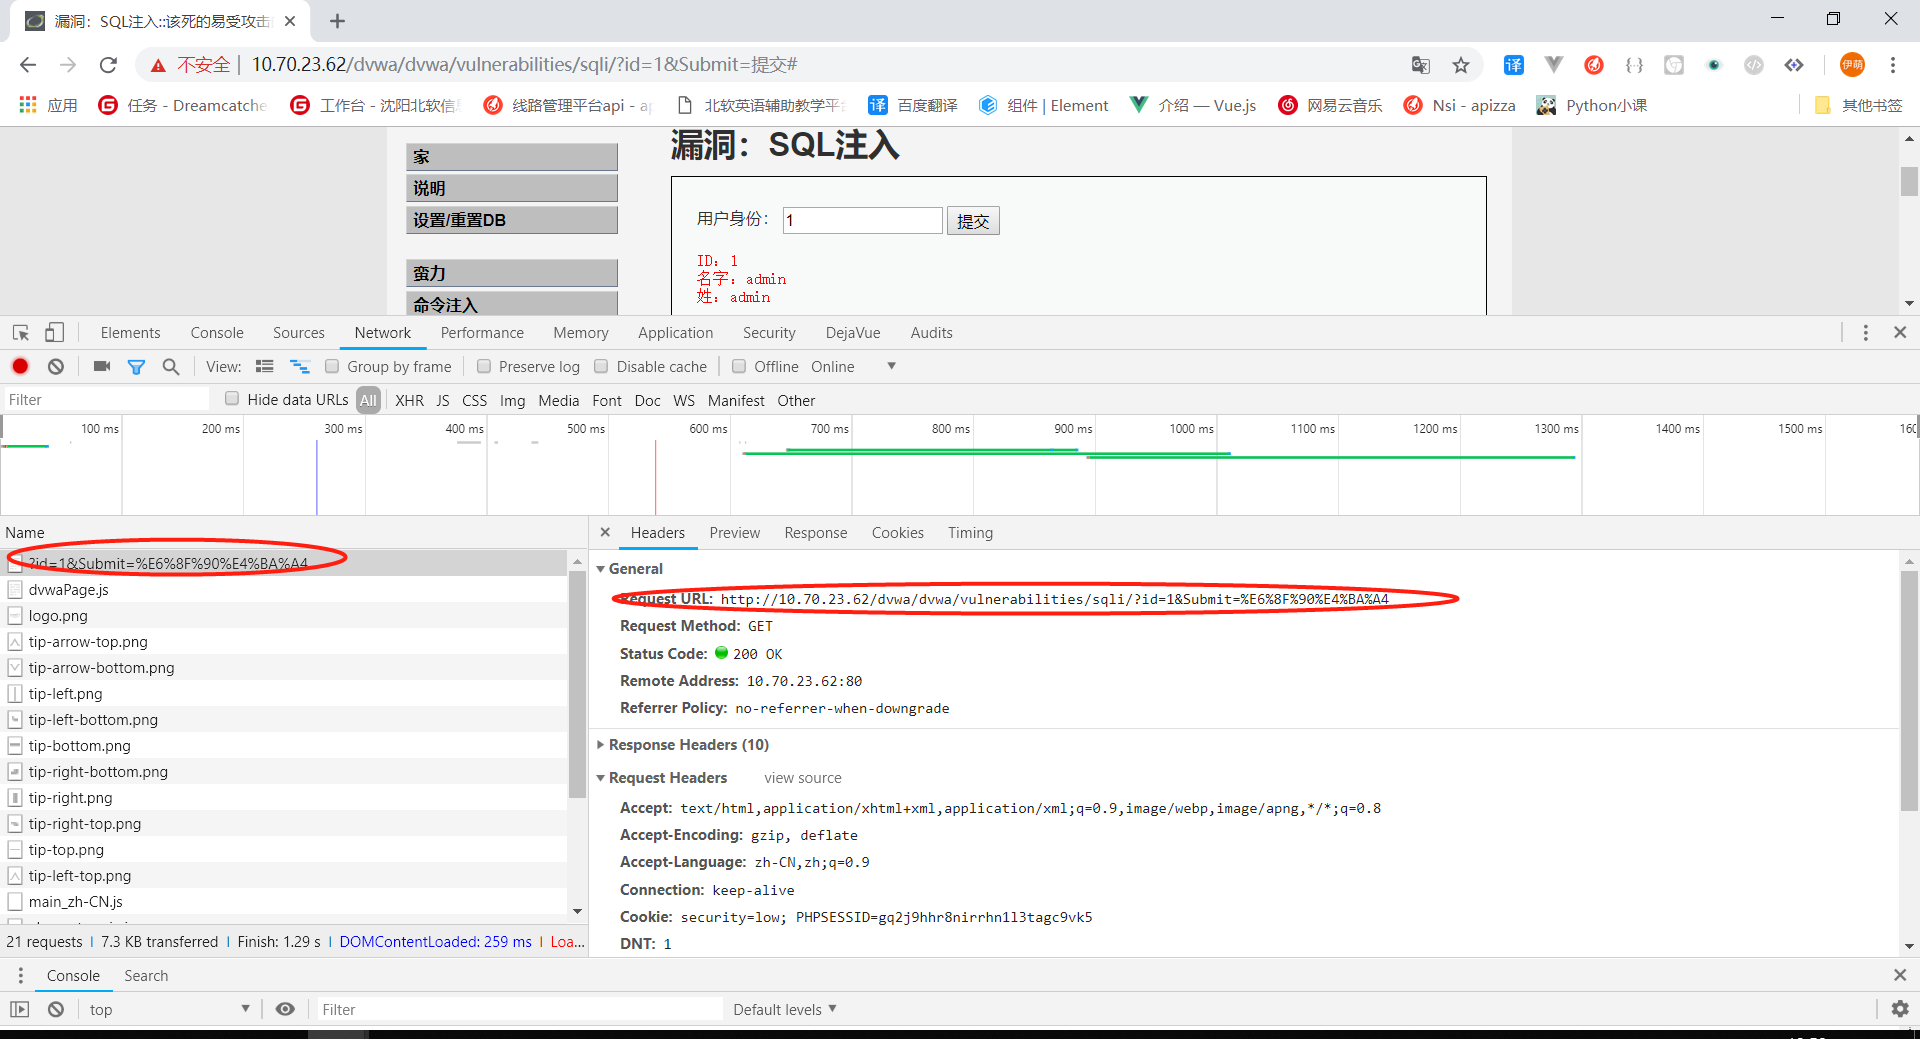 漏洞：SQL注入::该死的易受攻击
不安全 | 10.70.23.62/dvwa/dvwa/vulnerabilities/sqli/?id=1&Submit=提交#
译 伊萌
应用 任务 - Dreamcatche 工作台 - 沈阳北软信 线路管理平台api - ap 北软英语辅助教学平 译 百度翻译 组件 | Element 介绍 — Vue.js 网易云音乐 Nsi - apizza Python小课 其他书签
漏洞：SQL注入
家
说明
设置/重置DB
蛮力
命令注入
用户身份： 1 提交
ID：1
名字：admin
姓：admin
Elements Console Sources Network Performance Memory Application Security DejaVue Audits
View: Group by frame Preserve log Disable cache Offline Online
Filter Hide data URLs All XHR JS CSS Img Media Font Doc WS Manifest Other
100 ms 200 ms 300 ms 400 ms 500 ms 600 ms 700 ms 800 ms 900 ms 1000 ms 1100 ms 1200 ms 1300 ms 1400 ms 1500 ms 160
Name
?id=1&Submit=%E6%8F%90%E4%BA%A4
dvwaPage.js
logo.png
tip-arrow-top.png
tip-arrow-bottom.png
tip-left.png
tip-left-bottom.png
tip-bottom.png
tip-right-bottom.png
tip-right.png
tip-right-top.png
tip-top.png
tip-left-top.png
main_zh-CN.js
21 requests | 7.3 KB transferred | Finish: 1.29 s | DOMContentLoaded: 259 ms | Loa...
Headers Preview Response Cookies Timing
General
Request URL: http://10.70.23.62/dvwa/dvwa/vulnerabilities/sqli/?id=1&Submit=%E6%8F%90%E4%BA%A4
Request Method: GET
Status Code: 200 OK
Remote Address: 10.70.23.62:80
Referrer Policy: no-referrer-when-downgrade
Response Headers (10)
Request Headers view source
Accept: text/html,application/xhtml+xml,application/xml;q=0.9,image/webp,image/apng,*/*;q=0.8
Accept-Encoding: gzip, deflate
Accept-Language: zh-CN,zh;q=0.9
Connection: keep-alive
Cookie: security=low; PHPSESSID=gq2j9hhr8nirrhn1l3tagc9vk5
DNT: 1
Console Search
top Filter Default levels